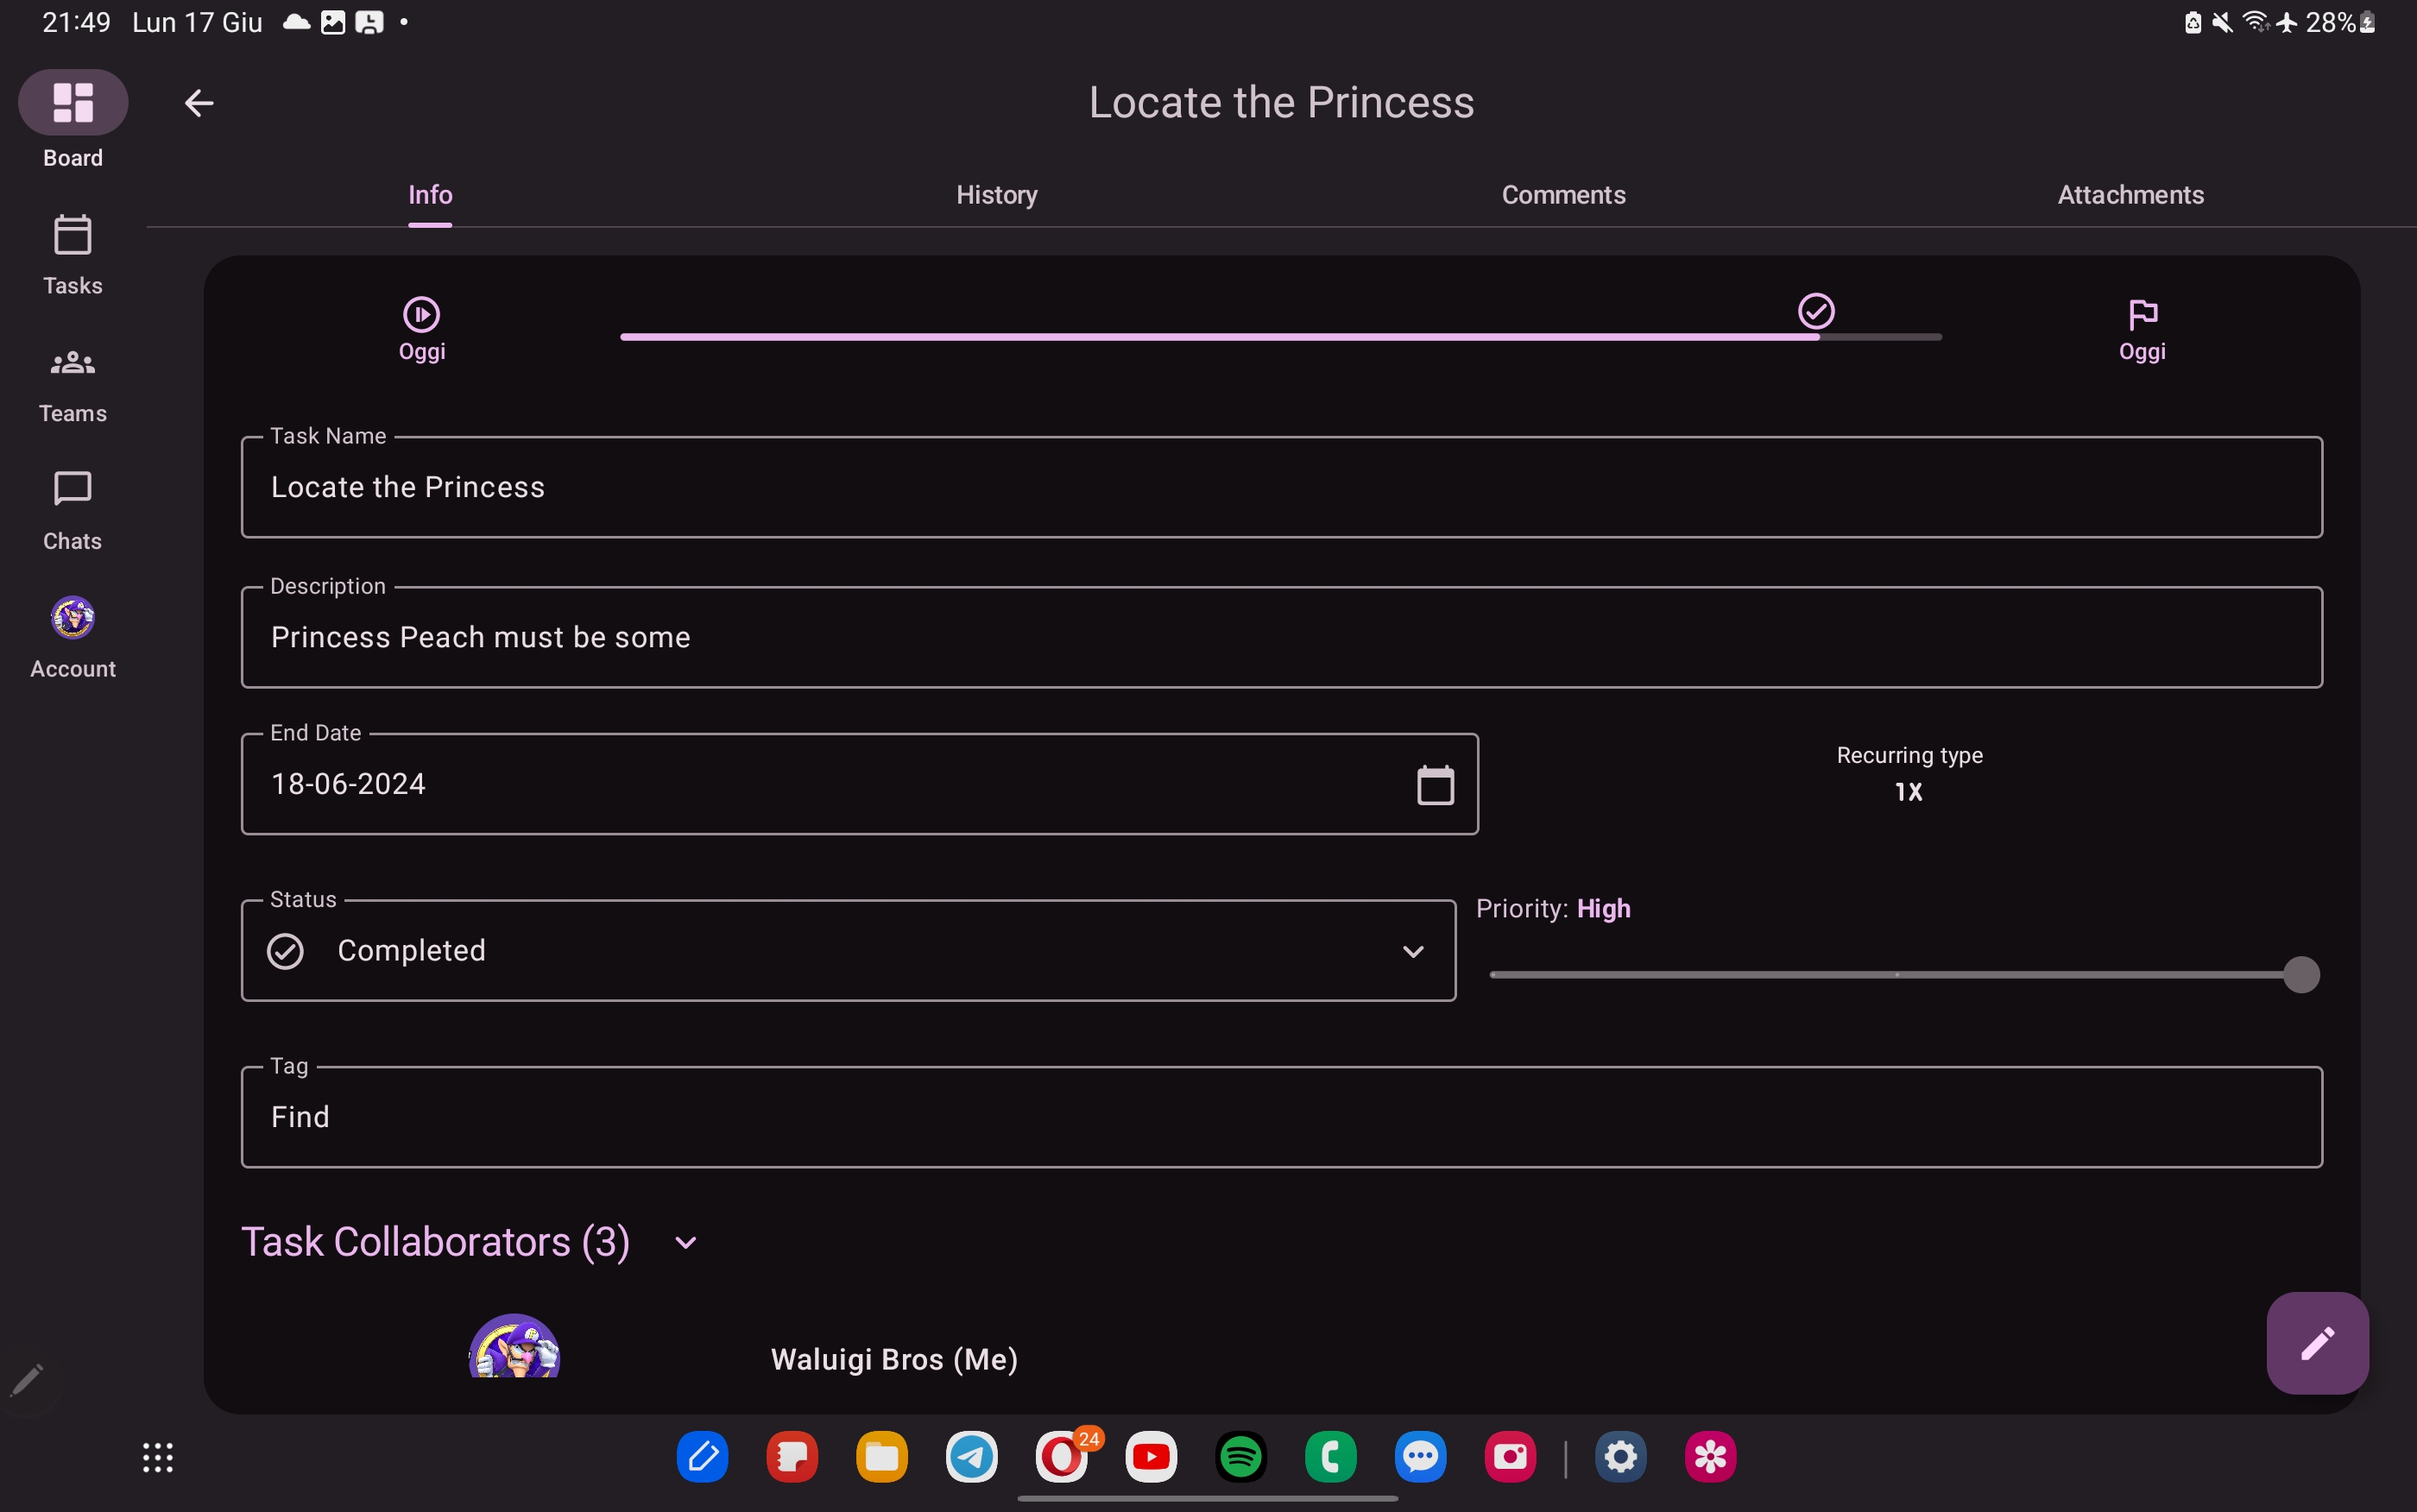 21:49 Lun 17 Giu
28%
Locate the Princess
Board
Info History Comments Attachments
Tasks
Oggi
Oggi
Teams
Task Name
Locate the Princess
Chats
Description
Princess Peach must be some
Account
End Date
18-06-2024
Recurring type
1X
Status
Completed
Priority: High
Tag
Find
Task Collaborators (3)
Waluigi Bros (Me)
24